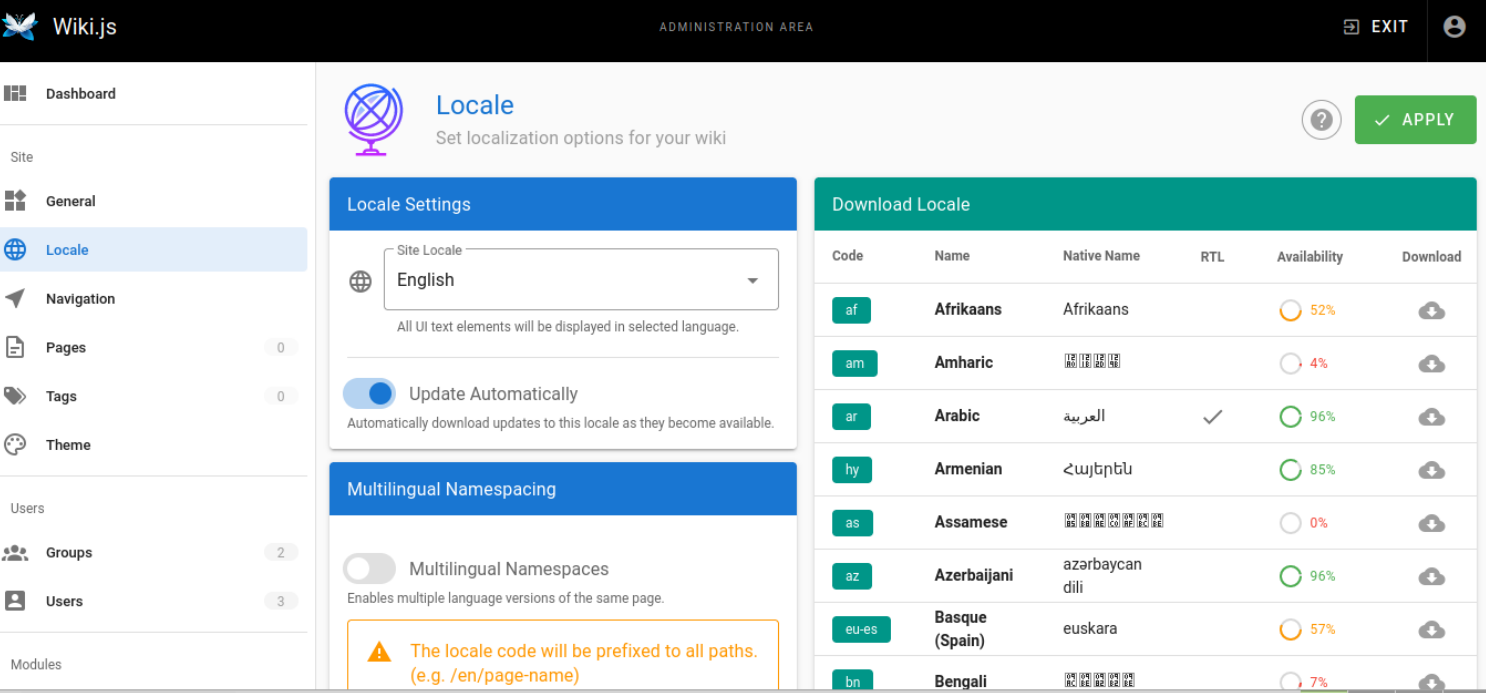 Wiki.js
ADMINISTRATION AREA
EXIT
Dashboard
Site
General
Locale
Navigation
Pages 0
Tags 0
Theme
Users
Groups 2
Users 3
Modules
Locale
Set localization options for your wiki
APPLY
Locale Settings
Site Locale
English
All UI text elements will be displayed in selected language.
Update Automatically
Automatically download updates to this locale as they become available.
Multilingual Namespacing
Multilingual Namespaces
Enables multiple language versions of the same page.
The locale code will be prefixed to all paths.
(e.g. /en/page-name)
Download Locale
Code Name Native Name RTL Availability Download
af Afrikaans Afrikaans 52%
am Amharic 4%
ar Arabic العربية 96%
hy Armenian Հայերեն 85%
as Assamese 0%
az Azerbaijani azərbaycan dili 96%
eu-es Basque (Spain) euskara 57%
bn Bengali 7%